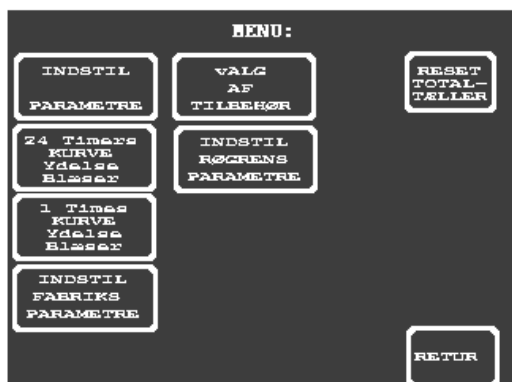 MENU:
INDSTIL
PARAMETRE
VALG
AF
TILBEHØR
RESET
TOTAL-
TÆLLER
24 Timers
KURVE
Ydelse
Blæser
INDSTIL
RØGRENS
PARAMETRE
1 Times
KURVE
Ydelse
Blæser
INDSTIL
FABRIKS
PARAMETRE
RETUR